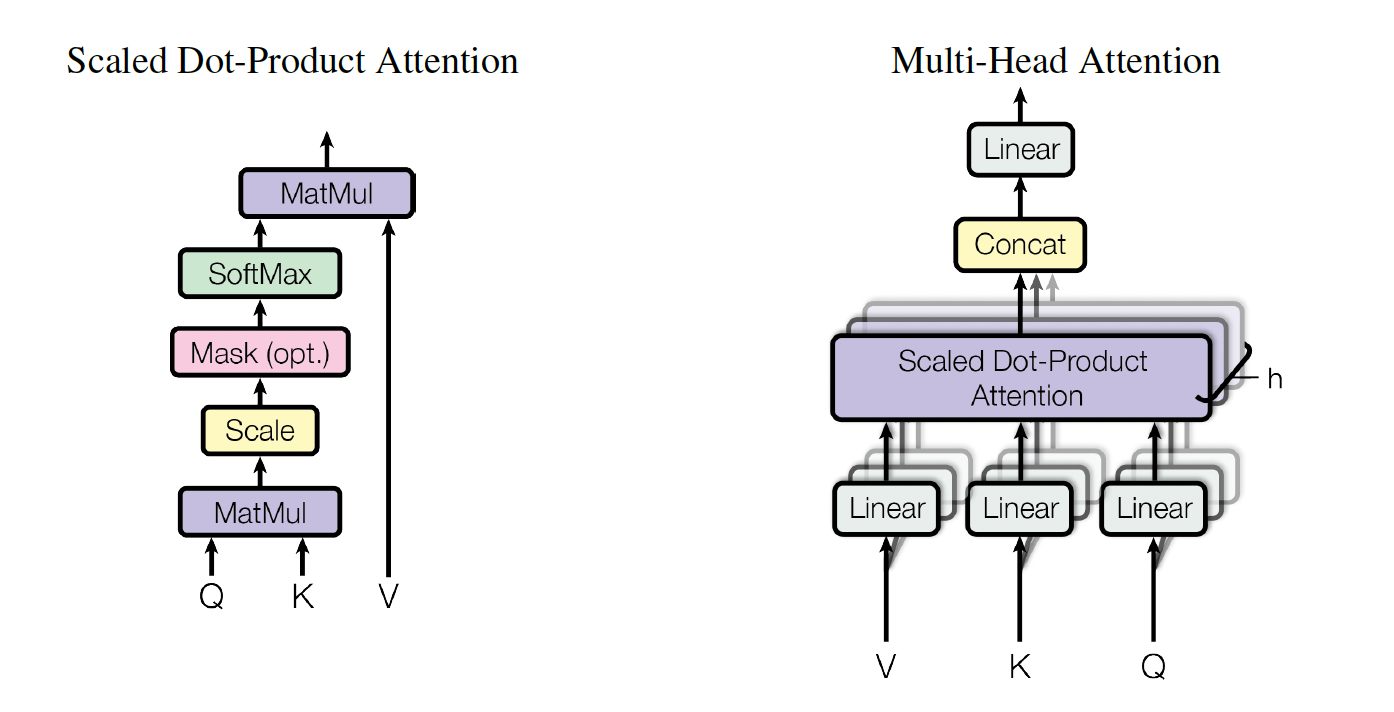 Scaled Dot-Product Attention
MatMul
SoftMax
Mask (opt.)
Scale
MatMul
Q K V
Multi-Head Attention
Linear
Concat
Scaled Dot-Product
Attention
h
Linear Linear Linear
V K Q